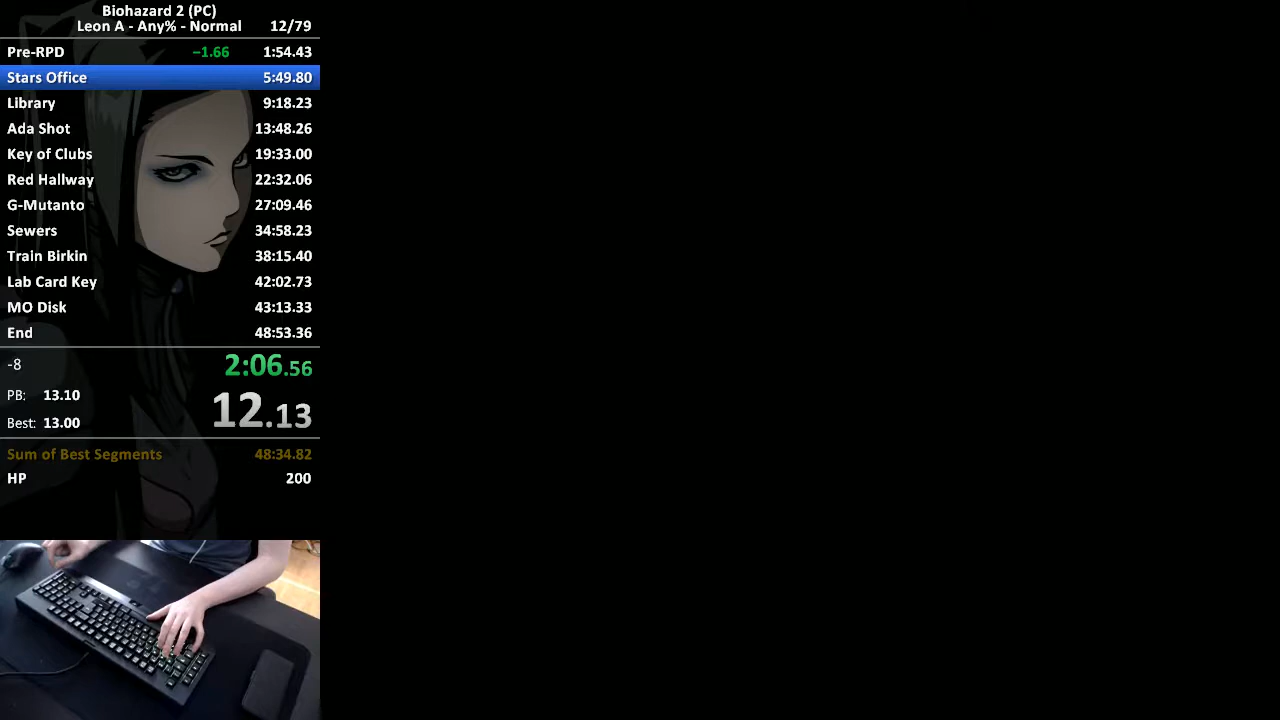 Biohazard 2 (PC)
Leon A - Any% - Normal 12/79
Pre-RPD −1.66 1:54.43
Stars Office 5:49.80
Library 9:18.23
Ada Shot 13:48.26
Key of Clubs 19:33.00
Red Hallway 22:32.06
G-Mutanto 27:09.46
Sewers 34:58.23
Train Birkin 38:15.40
Lab Card Key 42:02.73
MO Disk 43:13.33
End 48:53.36
-8 2:06.56
PB: 13.10 12.13
Best: 13.00
Sum of Best Segments 48:34.82
HP 200